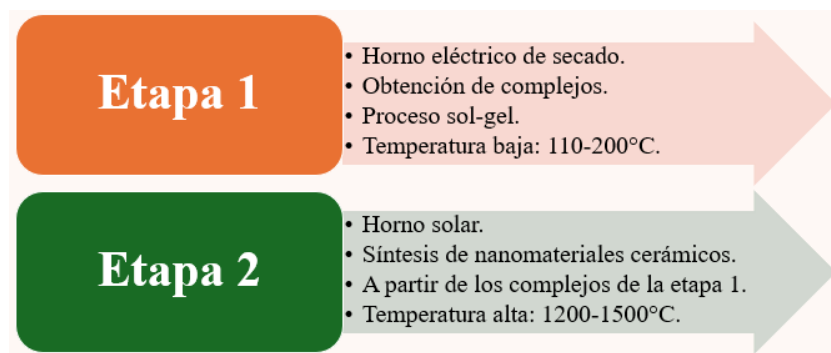 Etapa 1
• Horno eléctrico de secado.
• Obtención de complejos.
• Proceso sol-gel.
• Temperatura baja: 110-200°C.
Etapa 2
• Horno solar.
• Síntesis de nanomateriales cerámicos.
• A partir de los complejos de la etapa 1.
• Temperatura alta: 1200-1500°C.